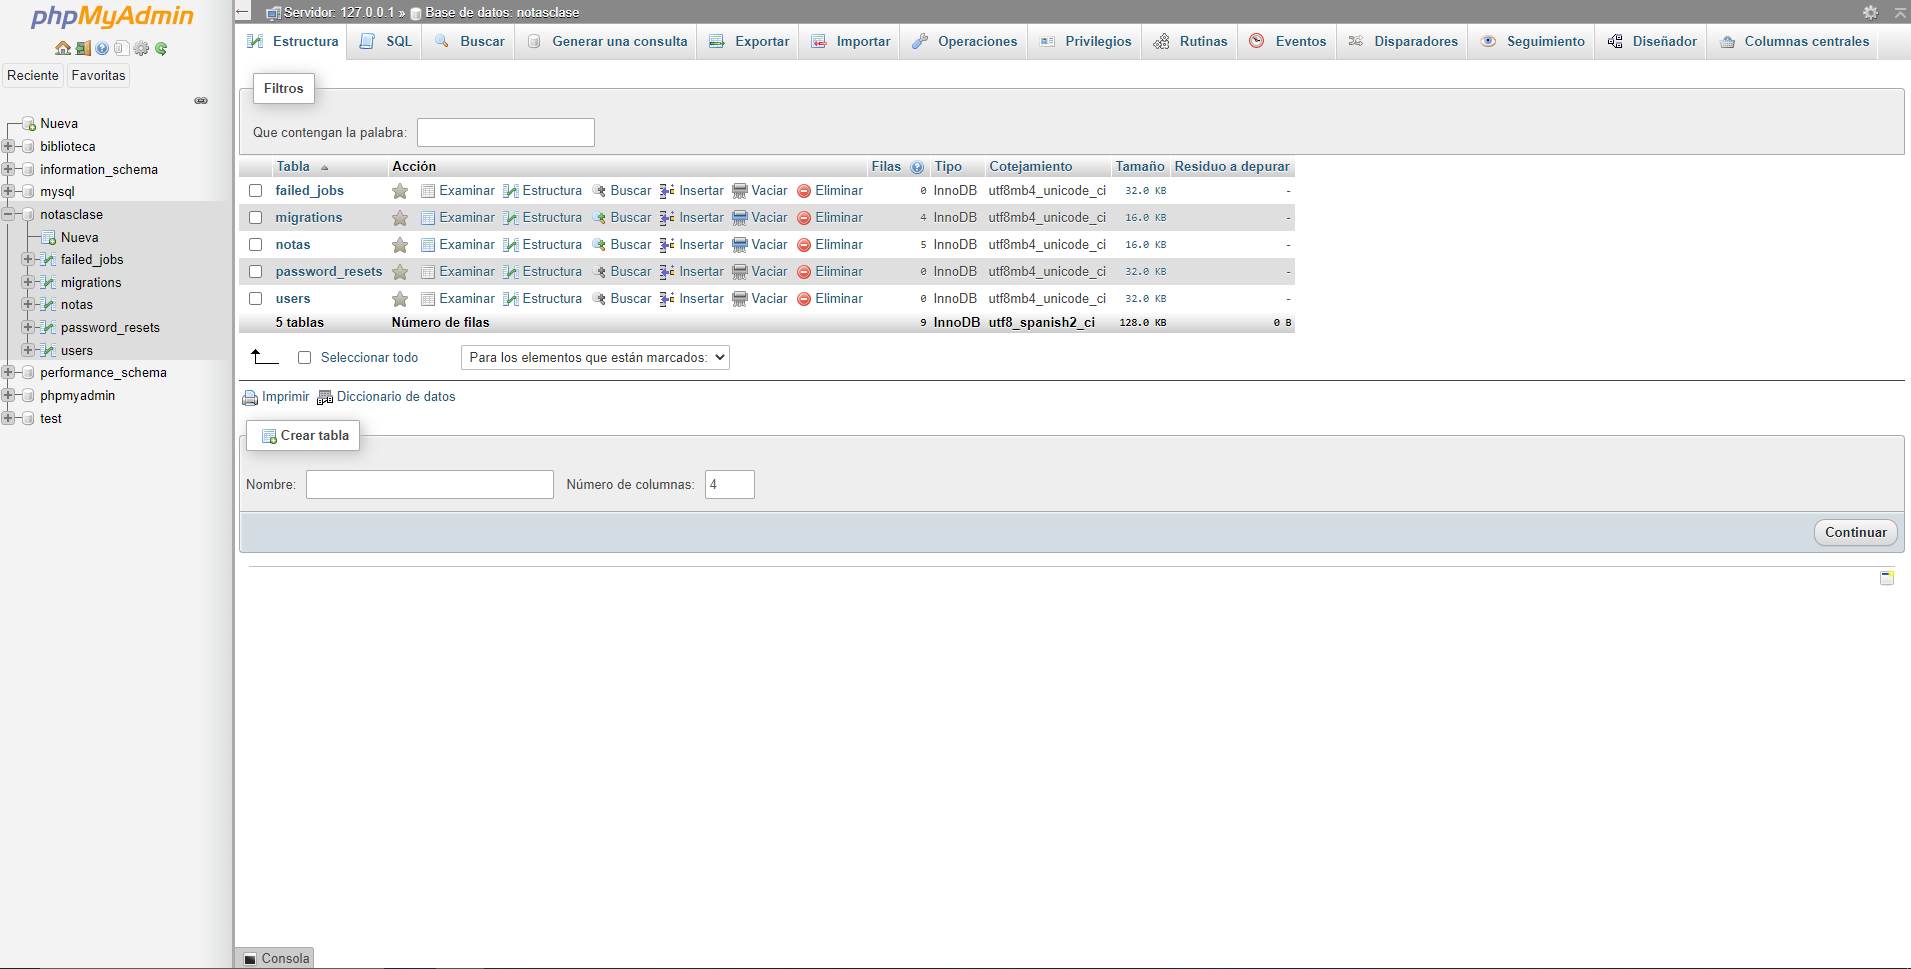 phpMyAdmin
Reciente Favoritas
Nueva
biblioteca
information_schema
mysql
notasclase
Nueva
failed_jobs
migrations
notas
password_resets
users
performance_schema
phpmyadmin
test
Servidor: 127.0.0.1 » Base de datos: notasclase
Estructura SQL Buscar Generar una consulta Exportar Importar Operaciones Privilegios Rutinas Eventos Disparadores Seguimiento Diseñador Columnas centrales
Filtros
Que contengan la palabra:
Tabla Acción Filas Tipo Cotejamiento Tamaño Residuo a depurar
failed_jobs Examinar Estructura Buscar Insertar Vaciar Eliminar 0 InnoDB utf8mb4_unicode_ci 32.0 KB -
migrations Examinar Estructura Buscar Insertar Vaciar Eliminar 4 InnoDB utf8mb4_unicode_ci 16.0 KB -
notas Examinar Estructura Buscar Insertar Vaciar Eliminar 5 InnoDB utf8mb4_unicode_ci 16.0 KB -
password_resets Examinar Estructura Buscar Insertar Vaciar Eliminar 0 InnoDB utf8mb4_unicode_ci 32.0 KB -
users Examinar Estructura Buscar Insertar Vaciar Eliminar 0 InnoDB utf8mb4_unicode_ci 32.0 KB -
5 tablas Número de filas 9 InnoDB utf8_spanish2_ci 128.0 KB 0 B
Seleccionar todo Para los elementos que están marcados:
Imprimir Diccionario de datos
Crear tabla
Nombre: Número de columnas: 4
Continuar
Consola